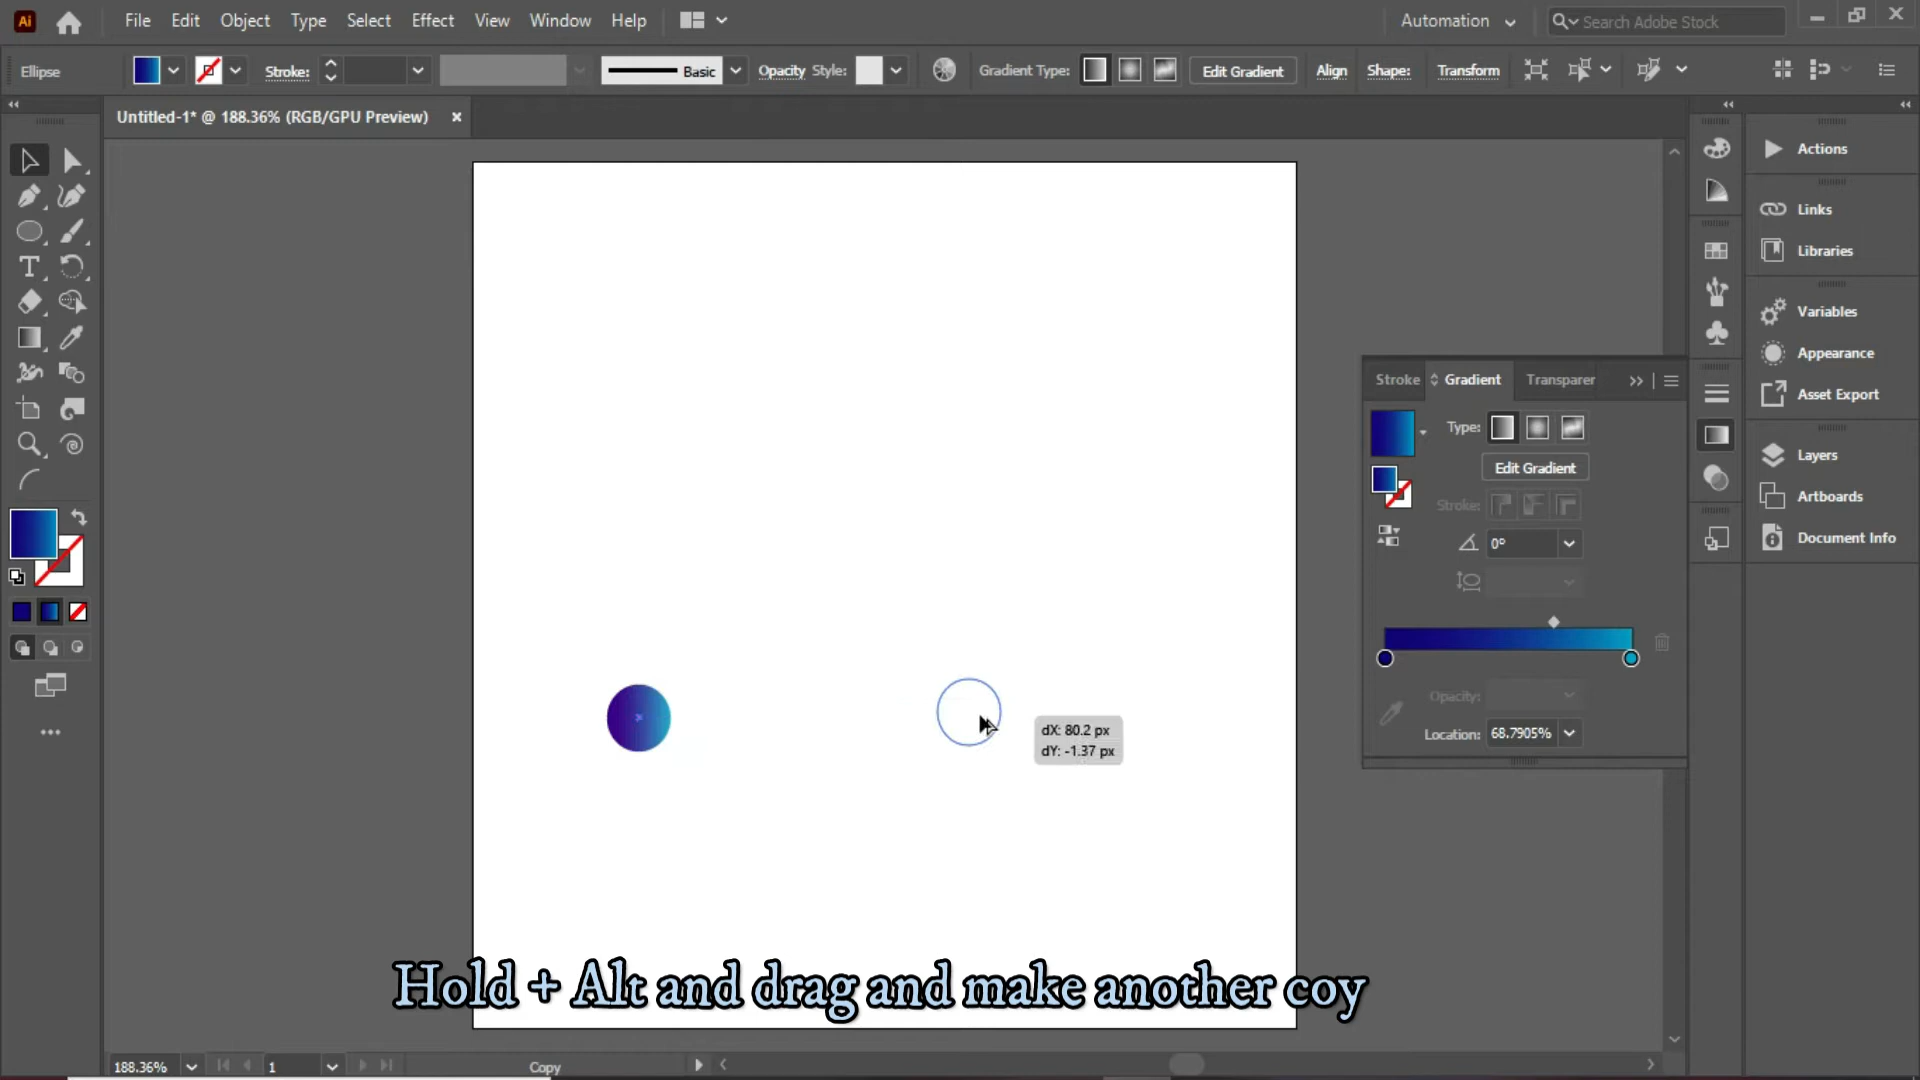 Ai File Edit Object Type Select Effect View Window Help Automation Search Adobe Stock
Ellipse Stroke: Basic Opacity Style: Gradient Type: Edit Gradient Align Shape: Transform
Untitled-1* @ 188.36% (RGB/GPU Preview)
Actions
Links
Libraries
Variables
Appearance
Asset Export
Layers
Artboards
Document Info
Stroke Gradient Transparer
Type:
Edit Gradient
Stroke:
0°
Opacity:
Location: 68.7905%
dX: 80.2 px
dY: -1.37 px
Hold + Alt and drag and make another coy
188.36% 1 Copy